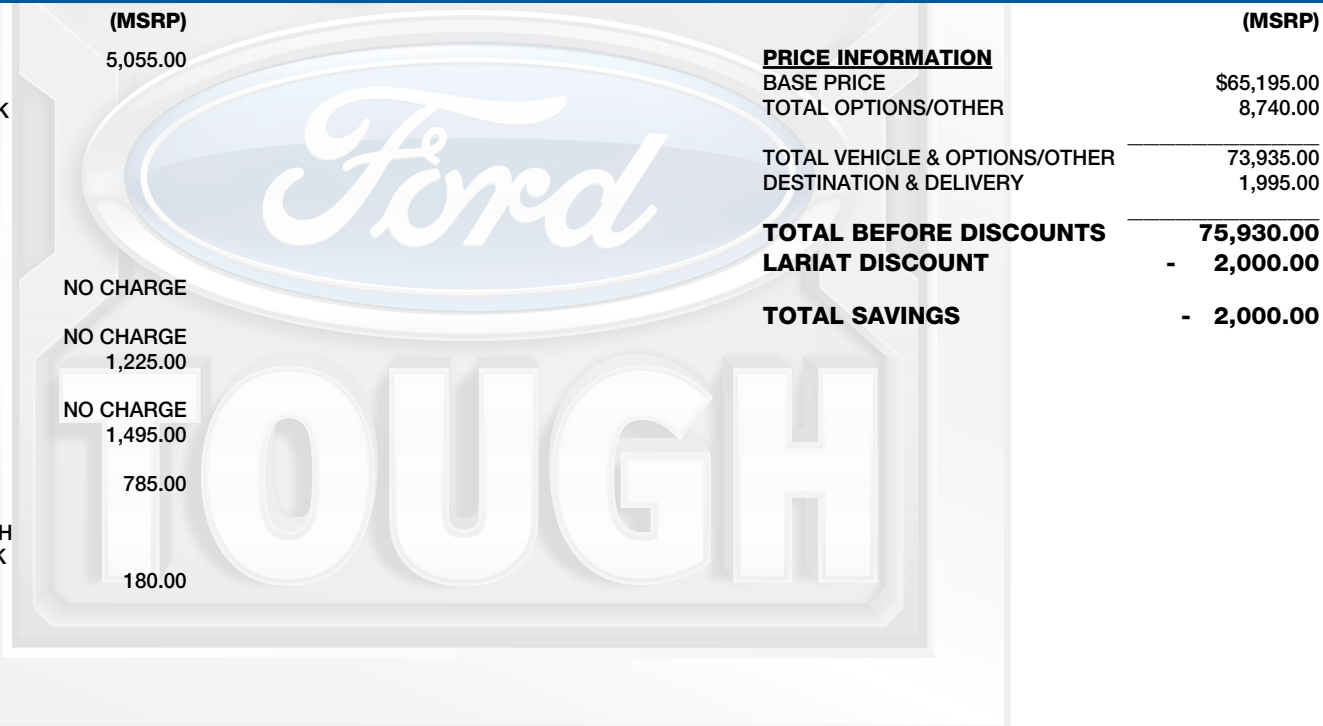 (MSRP)
5,055.00
K
NO CHARGE
NO CHARGE
1,225.00
NO CHARGE
1,495.00
785.00
H
K
180.00
Ford
TOUGH
(MSRP)
PRICE INFORMATION
BASE PRICE $65,195.00
TOTAL OPTIONS/OTHER 8,740.00
TOTAL VEHICLE & OPTIONS/OTHER 73,935.00
DESTINATION & DELIVERY 1,995.00
TOTAL BEFORE DISCOUNTS 75,930.00
LARIAT DISCOUNT - 2,000.00
TOTAL SAVINGS - 2,000.00